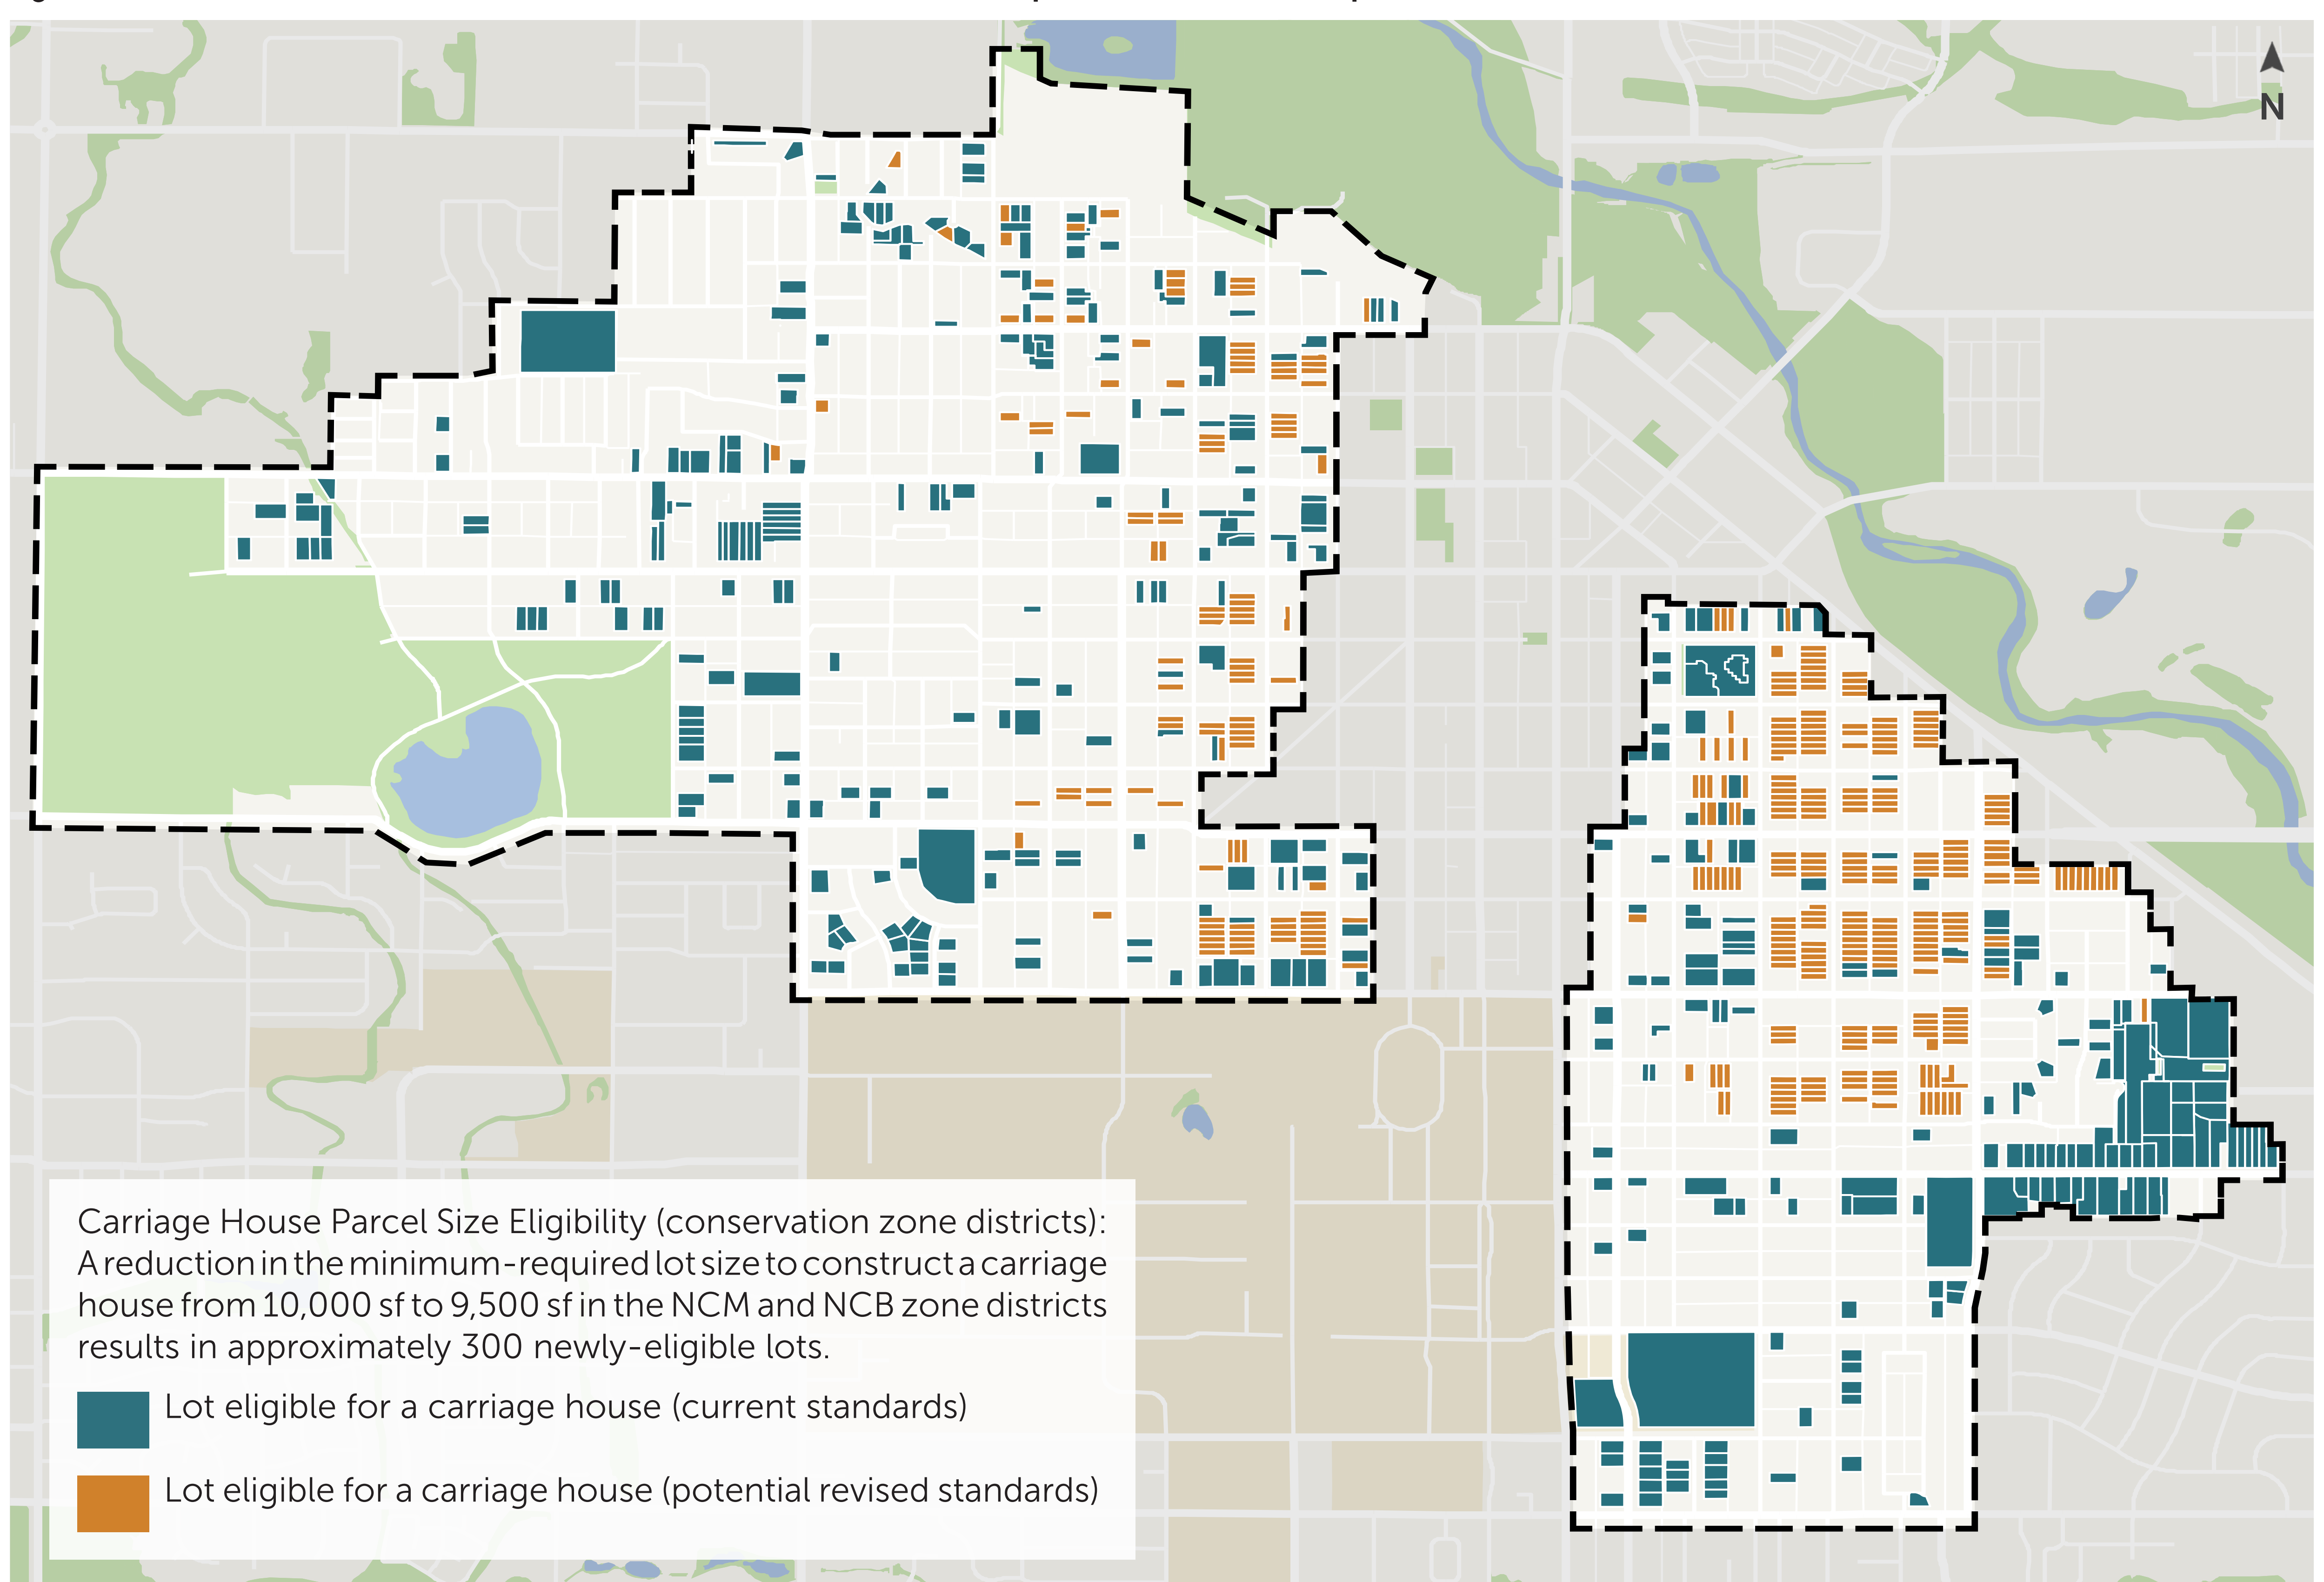 N
Carriage House Parcel Size Eligibility (conservation zone districts):
A reduction in the minimum-required lot size to construct a carriage
house from 10,000 sf to 9,500 sf in the NCM and NCB zone districts
results in approximately 300 newly-eligible lots.
Lot eligible for a carriage house (current standards)
Lot eligible for a carriage house (potential revised standards)